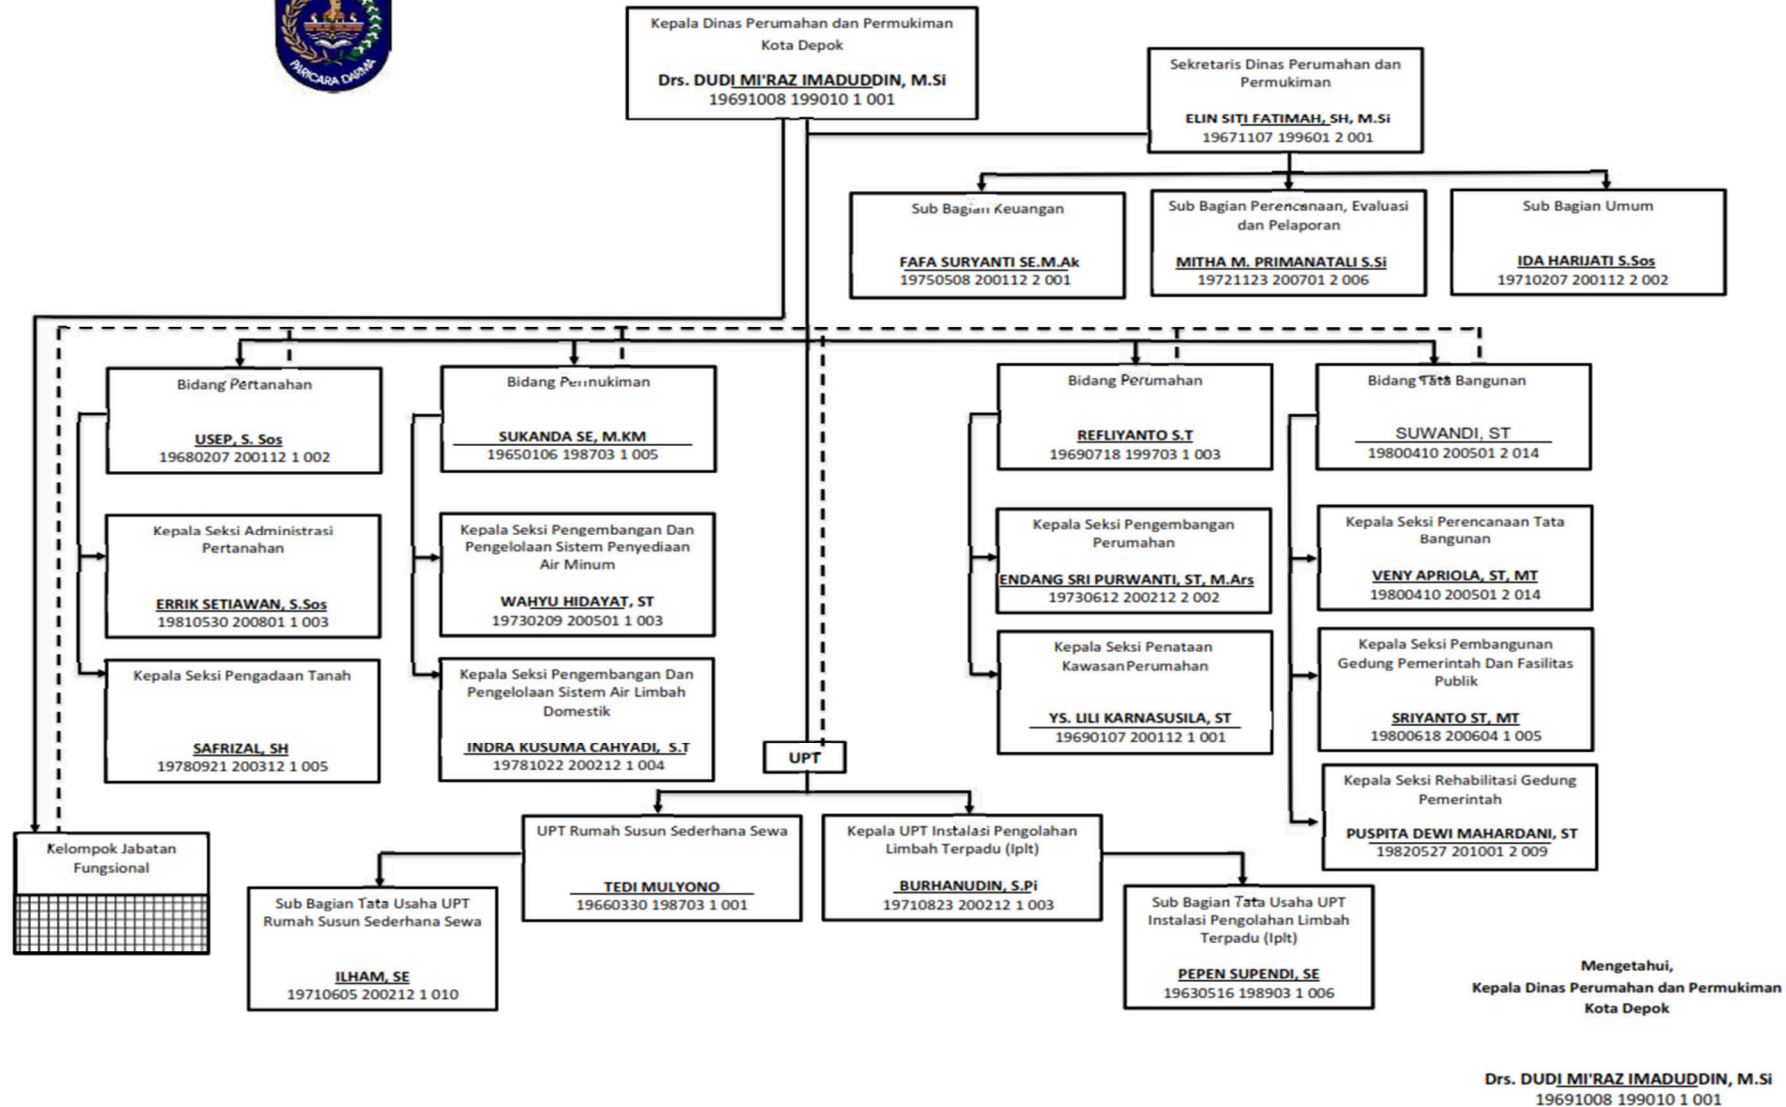 PARICARA DARMA
Kepala Dinas Perumahan dan Permukiman
Kota Depok
Drs. DUDI MI'RAZ IMADUDDIN, M.Si
19691008 199010 1 001
Sekretaris Dinas Perumahan dan
Permukiman
ELIN SITI FATIMAH, SH, M.Si
19671107 199601 2 001
Sub Bagian Keuangan
FAFA SURYANTI SE.M.Ak
19750508 200112 2 001
Sub Bagian Perencanaan, Evaluasi
dan Pelaporan
MITHA M. PRIMANATALI S.Si
19721123 200701 2 006
Sub Bagian Umum
IDA HARIJATI S.Sos
19710207 200112 2 002
Bidang Pertanahan
USEP, S. Sos
19680207 200112 1 002
Bidang Permukiman
SUKANDA SE, M.KM
19650106 198703 1 005
Bidang Perumahan
REFLIYANTO S.T
19690718 199703 1 003
Bidang Tata Bangunan
SUWANDI, ST
19800410 200501 2 014
Kepala Seksi Administrasi
Pertanahan
ERRIK SETIAWAN, S.Sos
19810530 200801 1 003
Kepala Seksi Pengembangan Dan
Pengelolaan Sistem Penyediaan
Air Minum
WAHYU HIDAYAT, ST
19730209 200501 1 003
Kepala Seksi Pengembangan
Perumahan
ENDANG SRI PURWANTI, ST, M.Ars
19730612 200212 2 002
Kepala Seksi Perencanaan Tata
Bangunan
VENY APRIOLA, ST, MT
19800410 200501 2 014
Kepala Seksi Pengadaan Tanah
SAFRIZAL, SH
19780921 200312 1 005
Kepala Seksi Pengembangan Dan
Pengelolaan Sistem Air Limbah
Domestik
INDRA KUSUMA CAHYADI, S.T
19781022 200212 1 004
Kepala Seksi Penataan
Kawasan Perumahan
YS. LILI KARNASUSILA, ST
19690107 200112 1 001
Kepala Seksi Pembangunan
Gedung Pemerintah Dan Fasilitas
Publik
SRIYANTO ST, MT
19800618 200604 1 005
UPT
Kepala Seksi Rehabilitasi Gedung
Pemerintah
PUSPITA DEWI MAHARDANI, ST
19820527 201001 2 009
Kelompok Jabatan
Fungsional
UPT Rumah Susun Sederhana Sewa
TEDI MULYONO
19660330 198703 1 001
Kepala UPT Instalasi Pengolahan
Limbah Terpadu (Iplt)
BURHANUDIN, S.Pi
19710823 200212 1 003
Sub Bagian Tata Usaha UPT
Rumah Susun Sederhana Sewa
ILHAM, SE
19710605 200212 1 010
Sub Bagian Tata Usaha UPT
Instalasi Pengolahan Limbah
Terpadu (Iplt)
PEPEN SUPENDI, SE
19630516 198903 1 006
Mengetahui,
Kepala Dinas Perumahan dan Permukiman
Kota Depok
Drs. DUDI MI'RAZ IMADUDDIN, M.Si
19691008 199010 1 001